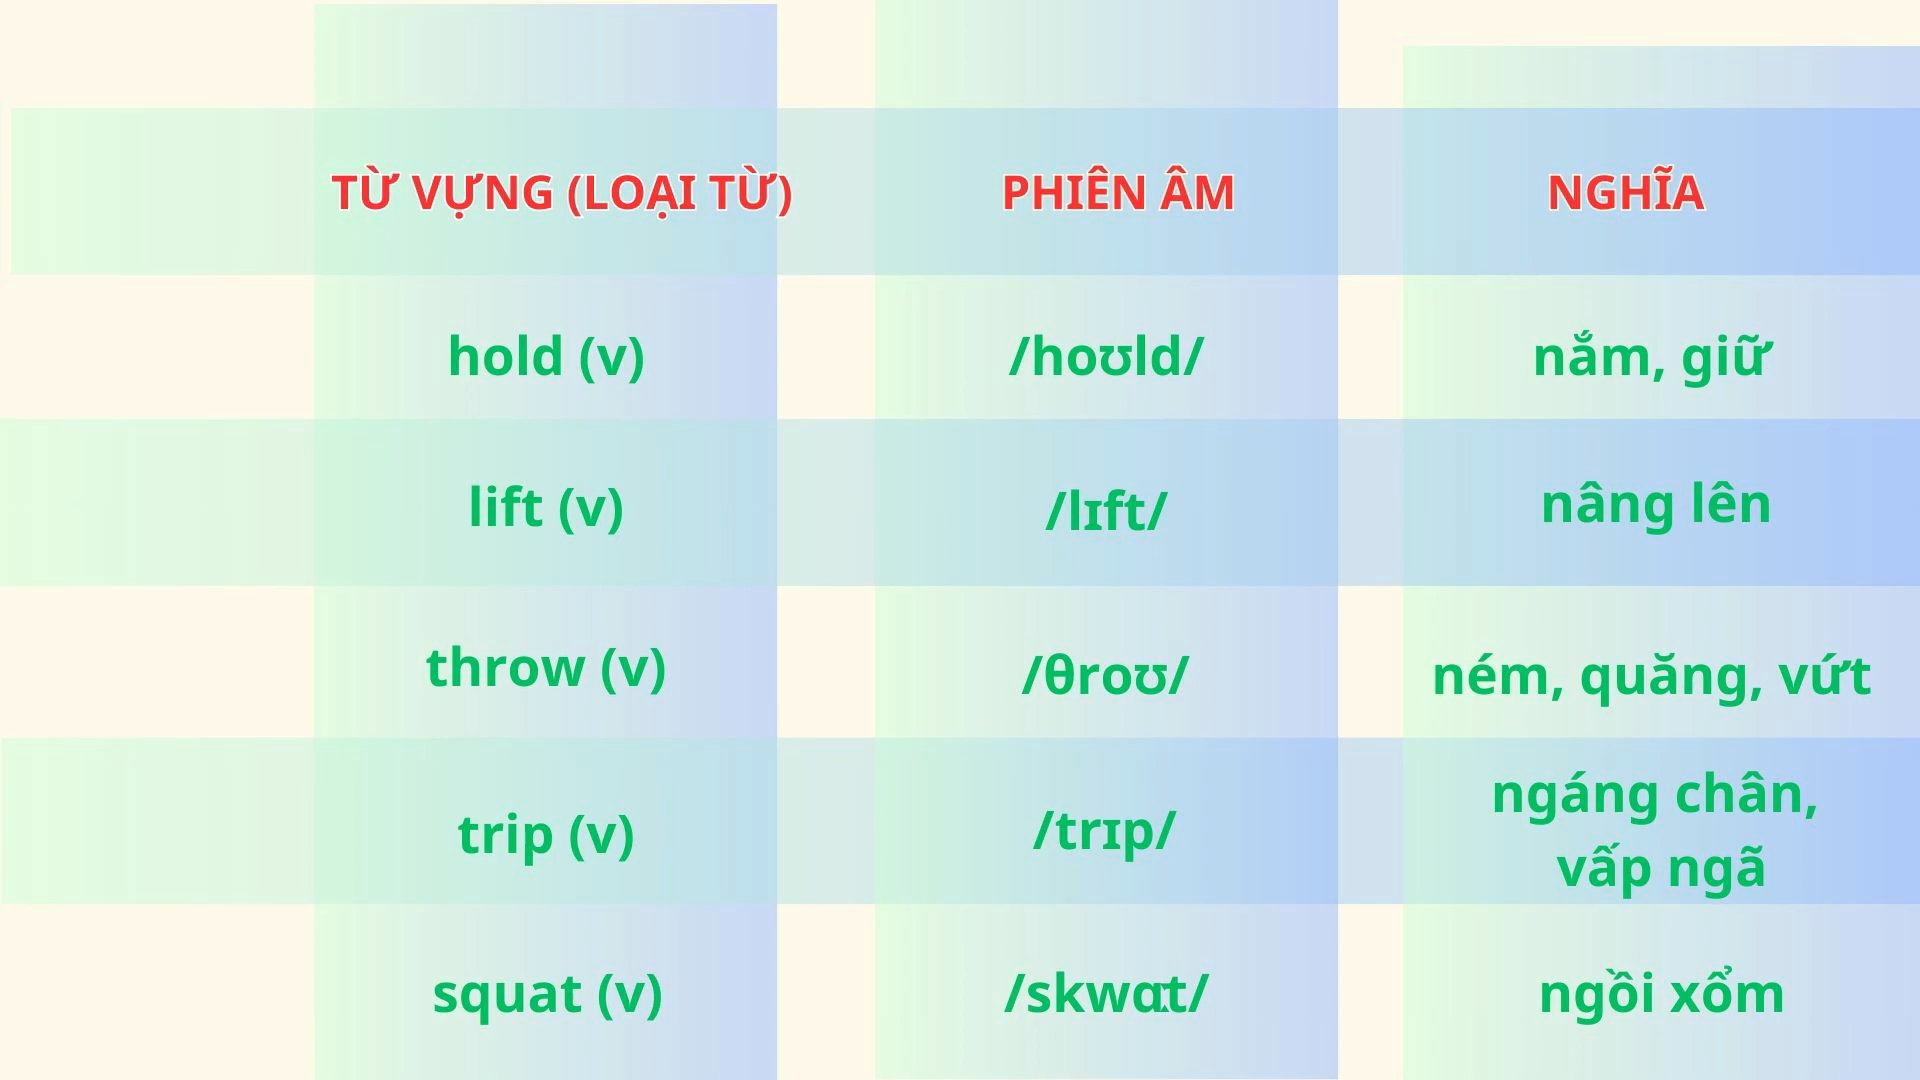 TỪ VỰNG (LOẠI TỪ) PHIÊN ÂM NGHĨA
hold (v) /hoʊld/ nắm, giữ
lift (v) /lɪft/ nâng lên
throw (v) /θroʊ/ ném, quăng, vứt
trip (v) /trɪp/ ngáng chân,
vấp ngã
squat (v) /skwɑːt/ ngồi xổm